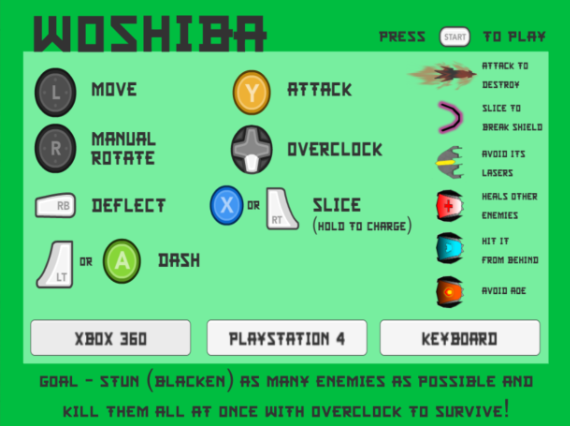 WOSHIBA
PRESS START TO PLAY
L MOVE
Y ATTACK
R MANUAL
ROTATE
OVERCLOCK
RB DEFLECT
X OR RT SLICE
(HOLD TO CHARGE)
LT OR A DASH
ATTACK TO
DESTROY
SLICE TO
BREAK SHIELD
AVOID ITS
LASERS
HEALS OTHER
ENEMIES
HIT IT
FROM BEHIND
AVOID AOE
XBOX 360
PLAYSTATION 4
KEYBOARD
GOAL - STUN (BLACKEN) AS MANY ENEMIES AS POSSIBLE AND
KILL THEM ALL AT ONCE WITH OVERCLOCK TO SURVIVE!